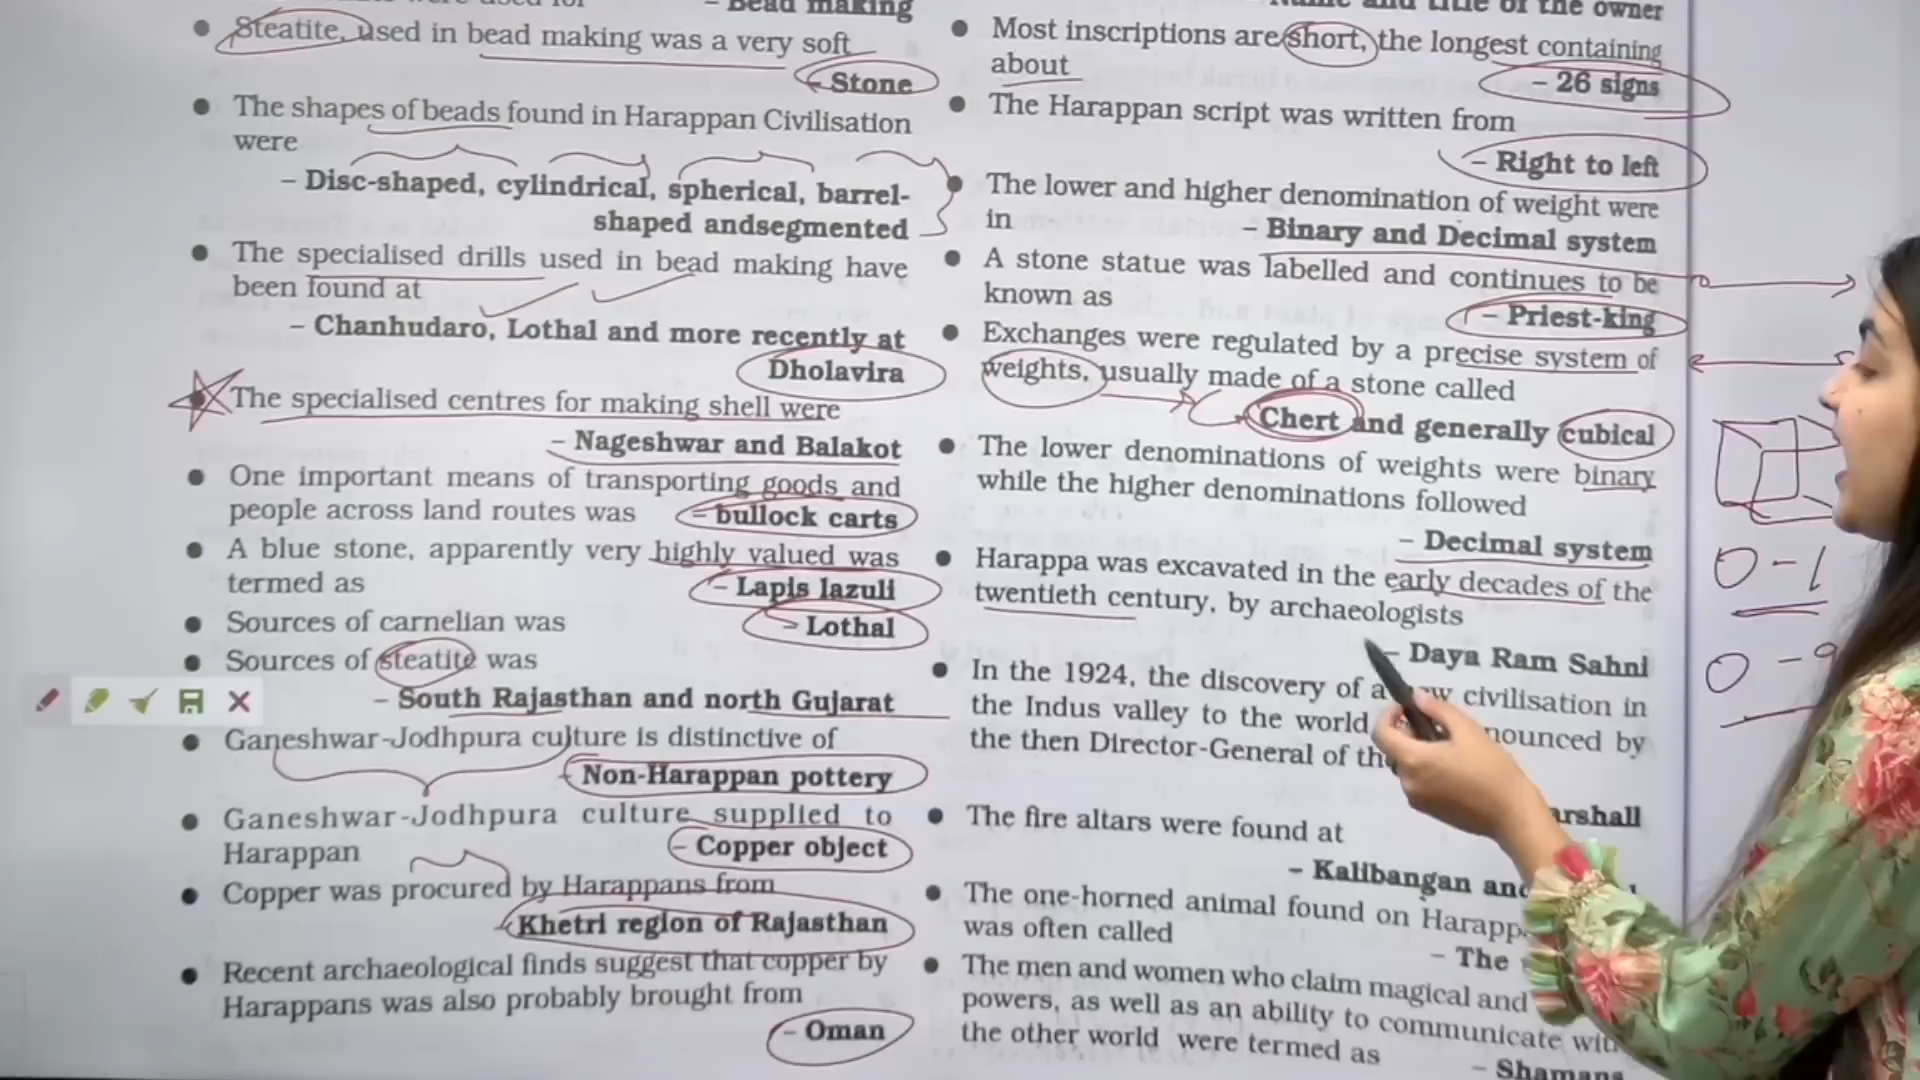 – Bead making
Steatite, used in bead making was a very soft
– Stone
The shapes of beads found in Harappan Civilisation
were
– Disc-shaped, cylindrical, spherical, barrel-
shaped andsegmented
The specialised drills used in bead making have
been found at
– Chanhudaro, Lothal and more recently at
Dholavira
The specialised centres for making shell were
– Nageshwar and Balakot
One important means of transporting goods and
people across land routes was – bullock carts
A blue stone, apparently very highly valued was
termed as – Lapis lazuli
Sources of carnelian was – Lothal
Sources of steatite was
– South Rajasthan and north Gujarat
Ganeshwar-Jodhpura culture is distinctive of
– Non-Harappan pottery
Ganeshwar-Jodhpura culture supplied to
Harappan – Copper object
Copper was procured by Harappans from
– Khetri region of Rajasthan
Recent archaeological finds suggest that copper by
Harappans was also probably brought from
– Oman
and title of the owner
Most inscriptions are short, the longest containing
about – 26 signs
The Harappan script was written from
– Right to left
The lower and higher denomination of weight were
in – Binary and Decimal system
A stone statue was labelled and continues to be
known as – Priest-king
Exchanges were regulated by a precise system of
weights, usually made of a stone called
Chert and generally cubical
The lower denominations of weights were binary
while the higher denominations followed
– Decimal system
Harappa was excavated in the early decades of the
twentieth century, by archaeologists
– Daya Ram Sahni
In the 1924, the discovery of a civilisation in
the Indus valley to the world by
the then Director-General of
The fire altars were found at
– Kalibangan
The one-horned animal found on
was often called
– The
The men and women who claim magical and
powers, as well as an ability to communicate
the other world were termed as
– Shamans
0 – 1
0 – 9